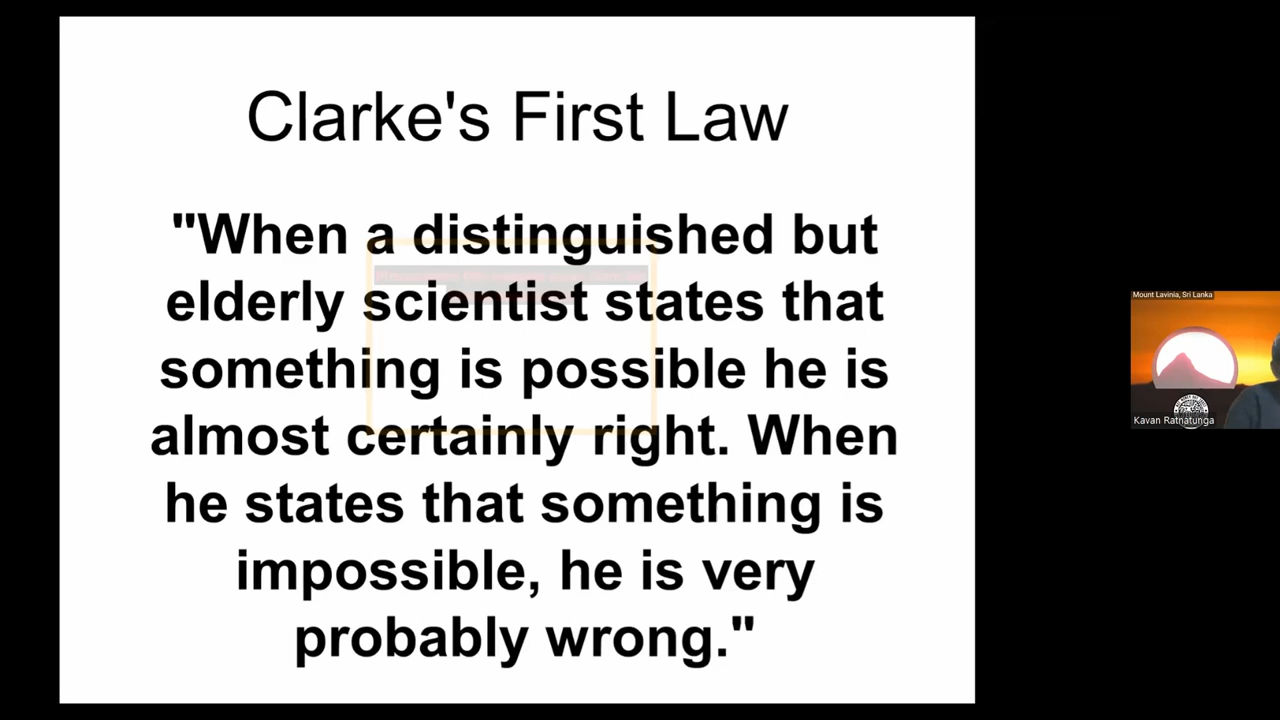 Clarke's First Law
"When a distinguished but
elderly scientist states that
something is possible he is
almost certainly right. When
he states that something is
impossible, he is very
probably wrong."
Mount Lavinia, Sri Lanka
Kavan Ratnatunga